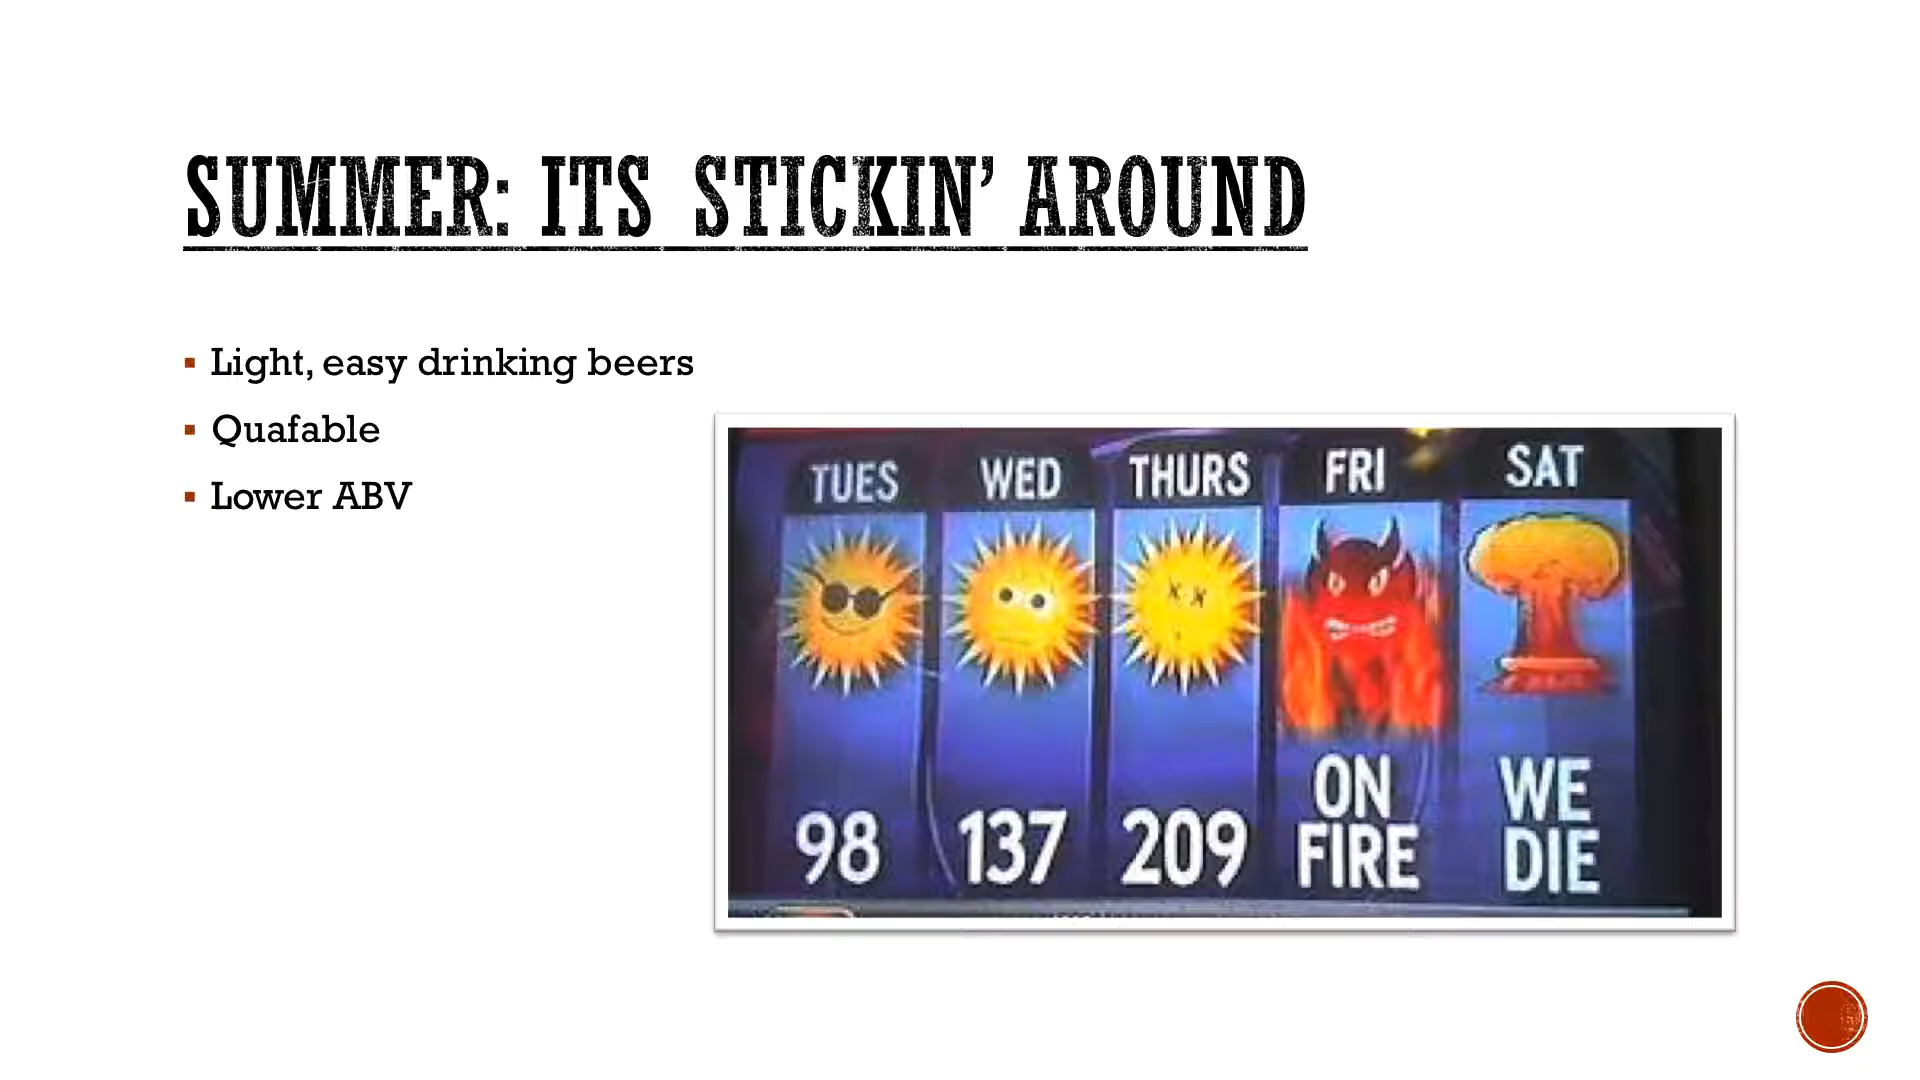 SUMMER: ITS STICKIN’ AROUND
Light, easy drinking beers
Quafable
Lower ABV
TUES WED THURS FRI SAT
98 137 209 ON FIRE WE DIE